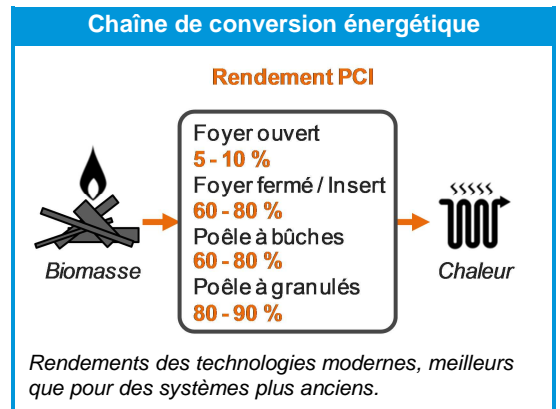 Chaîne de conversion énergétique
Rendement PCI
Foyer ouvert
5 - 10 %
Foyer fermé / Insert
60 - 80 %
Poêle à bûches
60 - 80 %
Poêle à granulés
80 - 90 %
Biomasse
Chaleur
Rendements des technologies modernes, meilleurs
que pour des systèmes plus anciens.